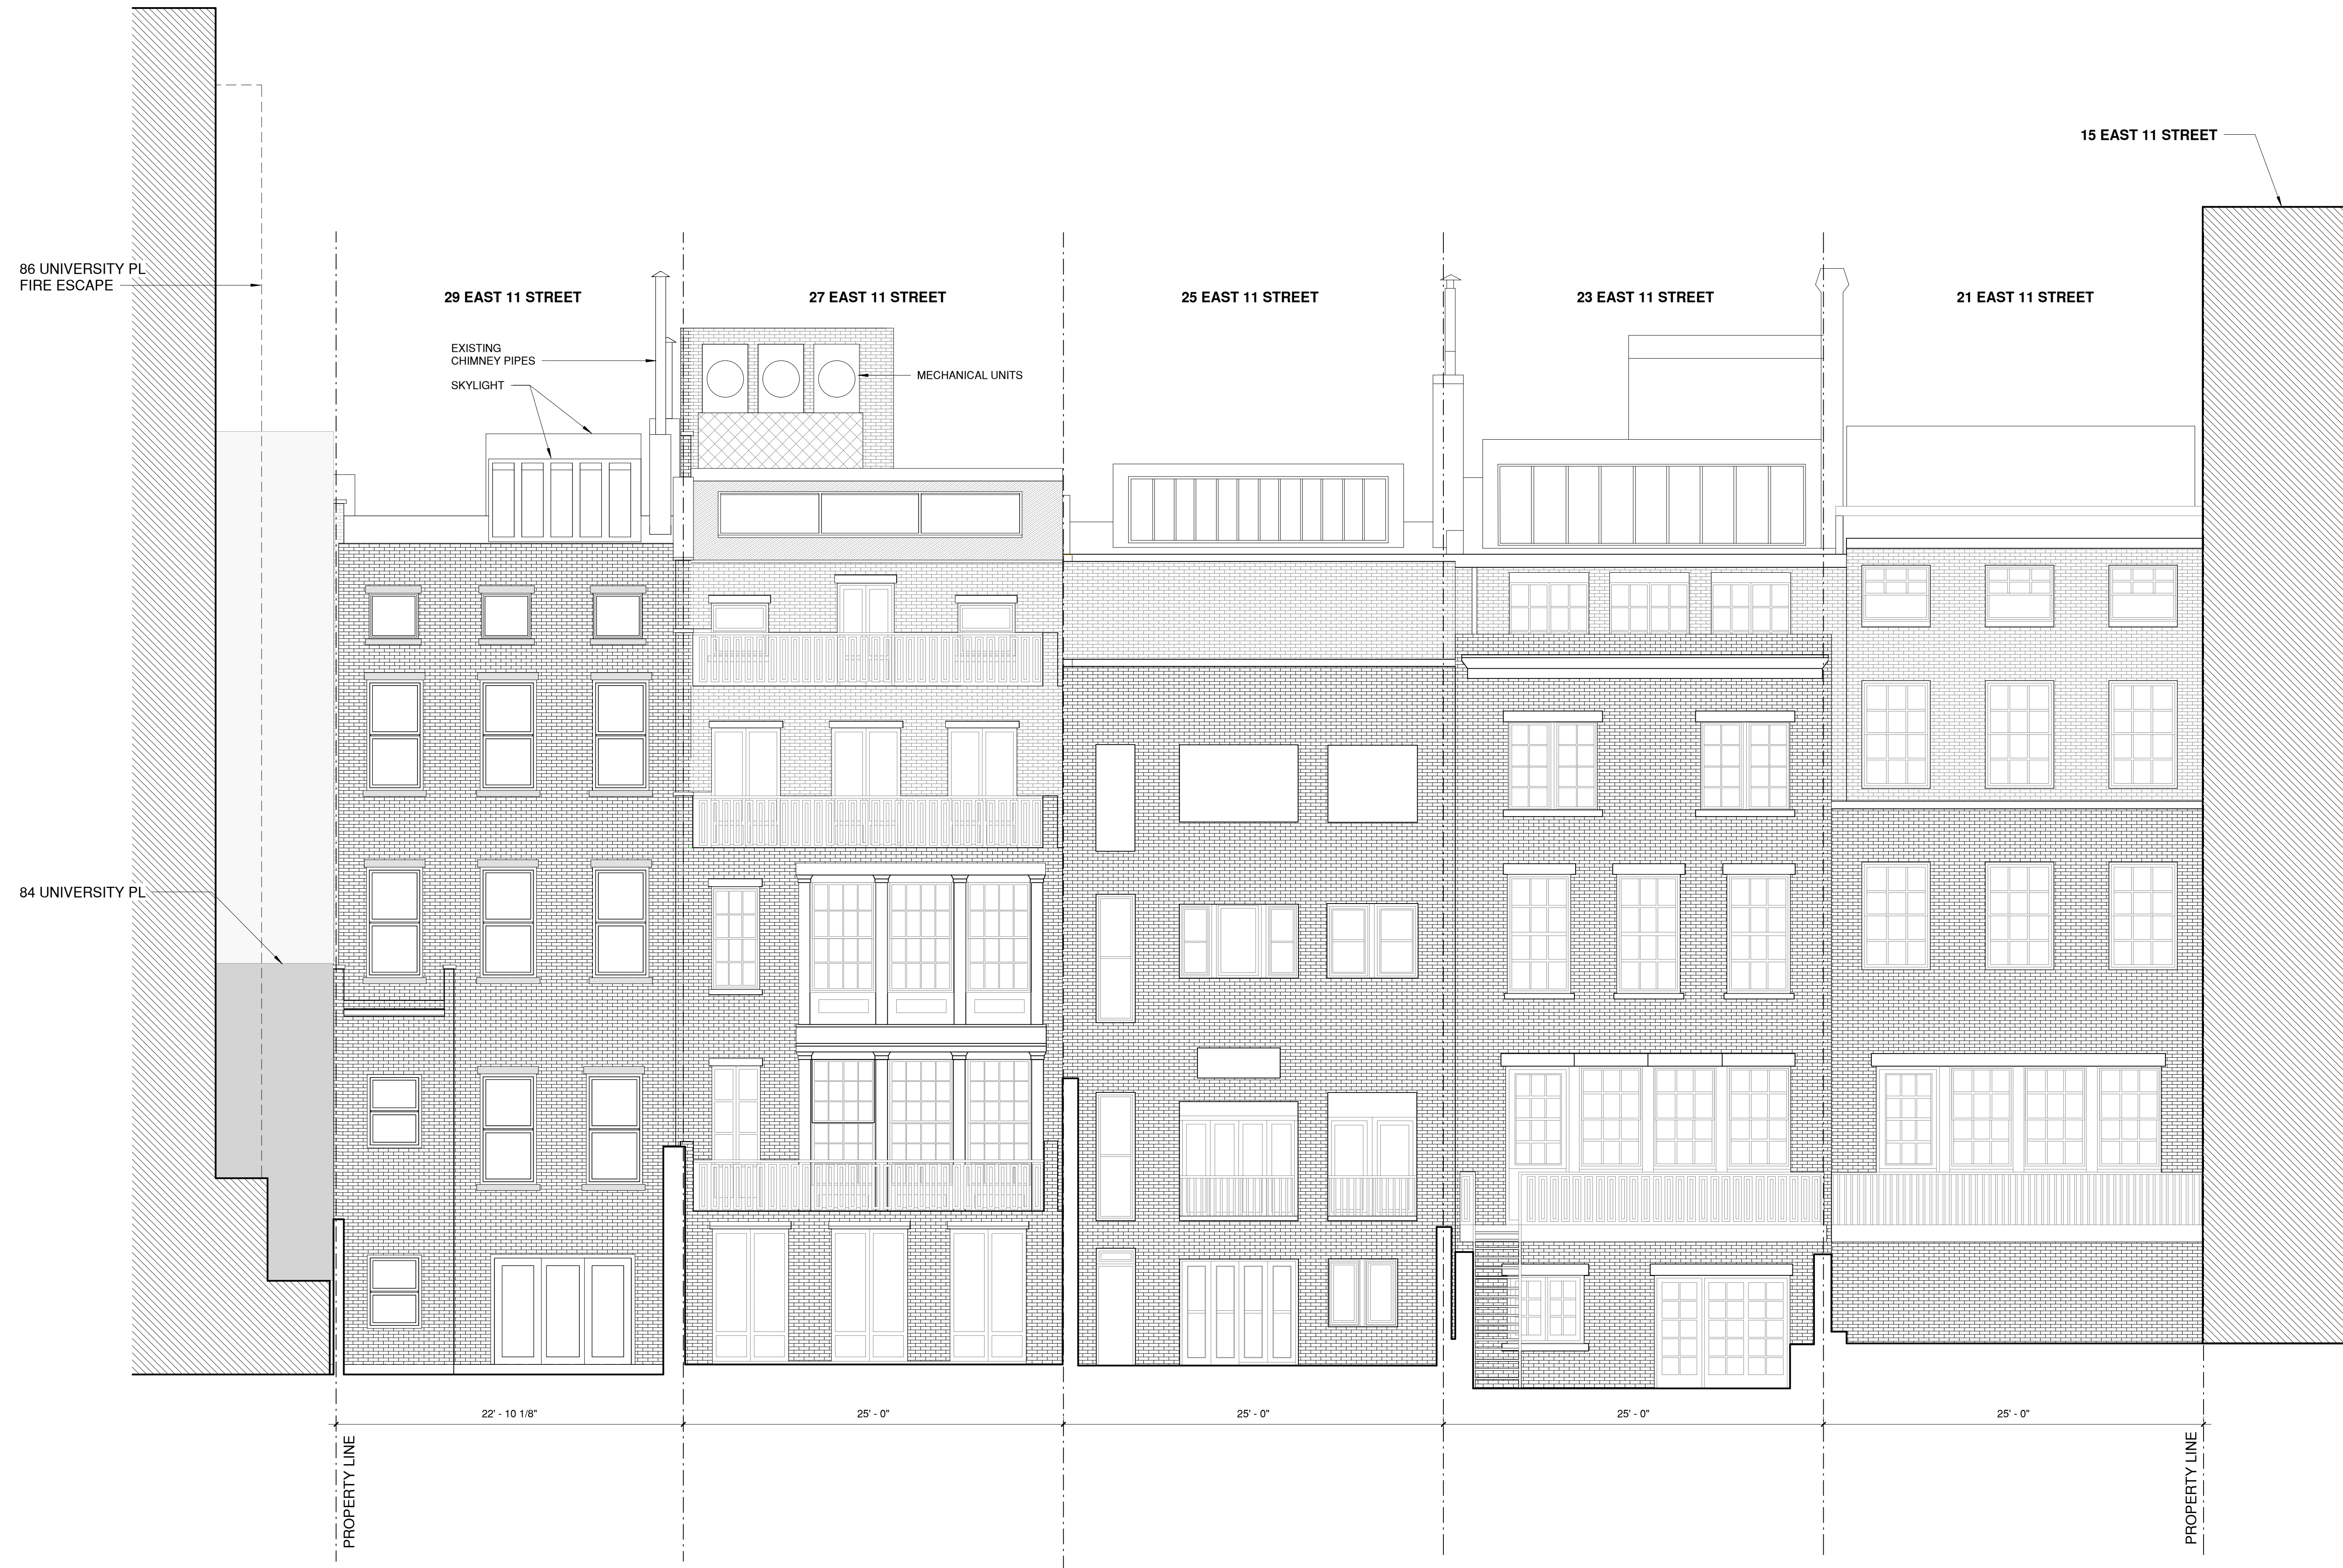 15 EAST 11 STREET
86 UNIVERSITY PL
FIRE ESCAPE
29 EAST 11 STREET
27 EAST 11 STREET
25 EAST 11 STREET
23 EAST 11 STREET
21 EAST 11 STREET
EXISTING
CHIMNEY PIPES
SKYLIGHT
MECHANICAL UNITS
84 UNIVERSITY PL
22' - 10 1/8"
25' - 0"
25' - 0"
25' - 0"
25' - 0"
PROPERTY LINE
PROPERTY LINE